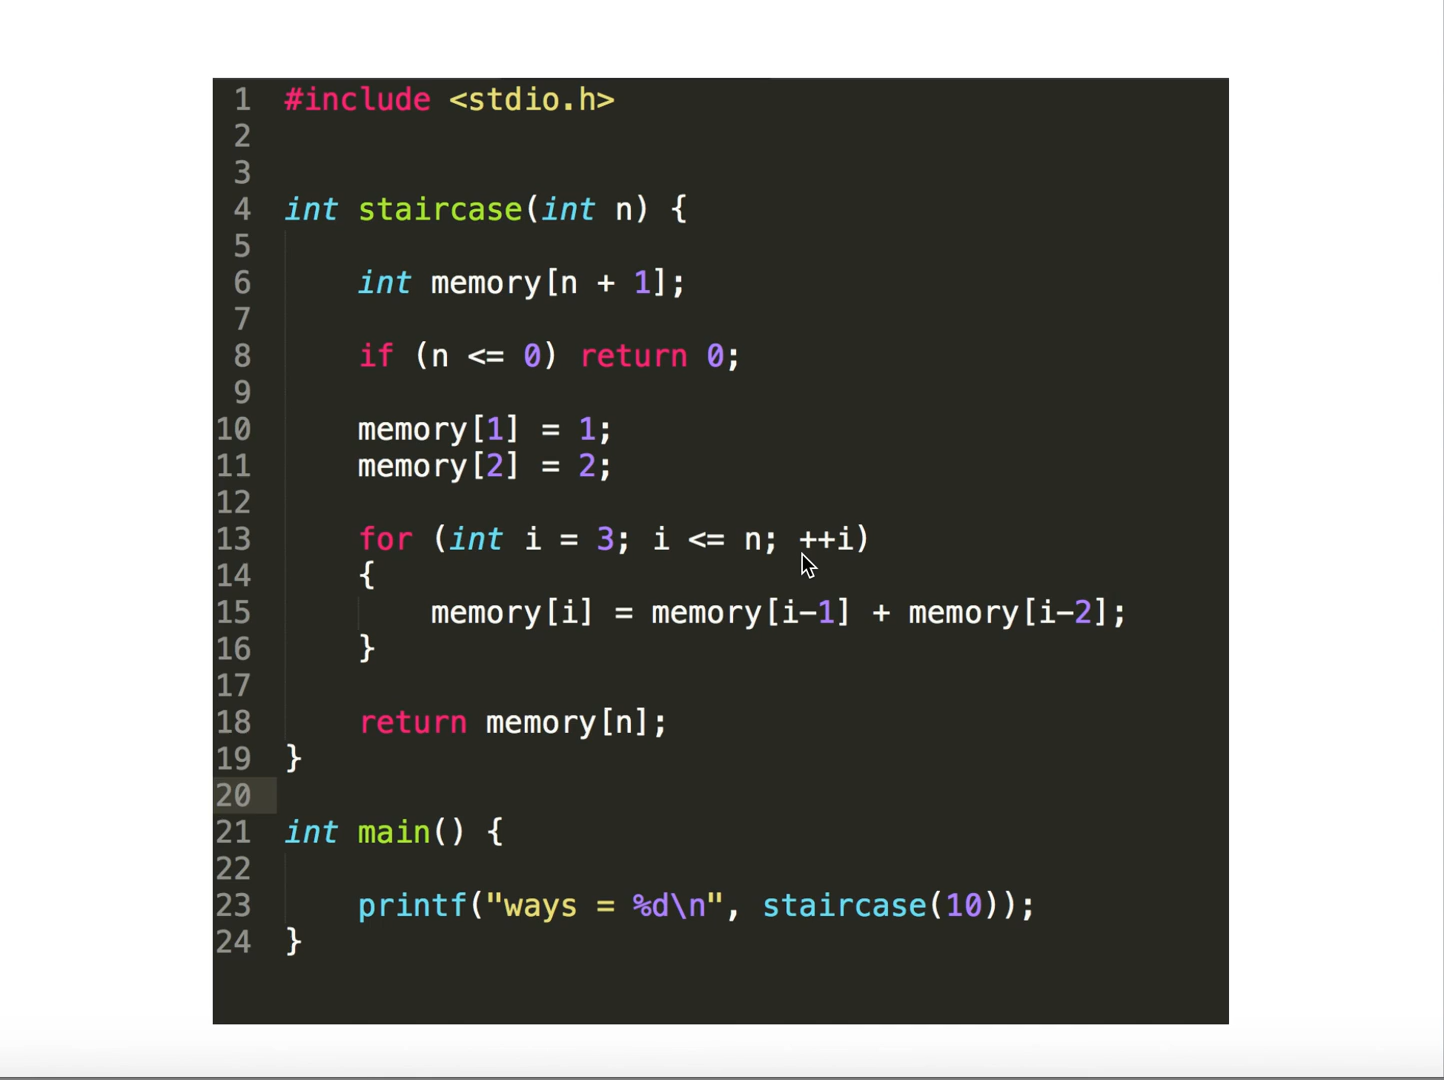 1 #include <stdio.h>
2
3
4 int staircase(int n) {
5
6 int memory[n + 1];
7
8 if (n <= 0) return 0;
9
10 memory[1] = 1;
11 memory[2] = 2;
12
13 for (int i = 3; i <= n; ++i)
14 {
15 memory[i] = memory[i-1] + memory[i-2];
16 }
17
18 return memory[n];
19 }
20
21 int main() {
22
23 printf("ways = %d\n", staircase(10));
24 }